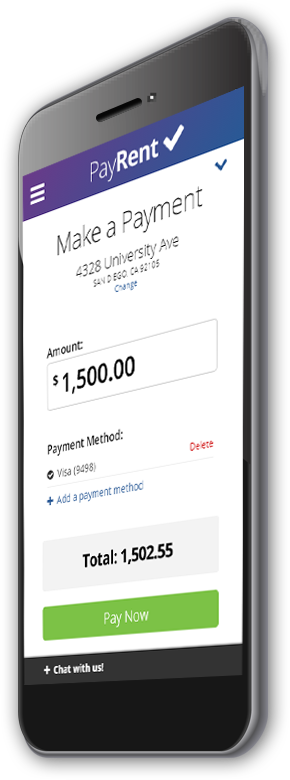 PayRent
Make a Payment
4328 University Ave
SAN DIEGO, CA 92105
Change
Amount:
$ 1,500.00
Payment Method:
Visa (9498)
Delete
+ Add a payment method
Total: 1,502.55
Pay Now
+ Chat with us!